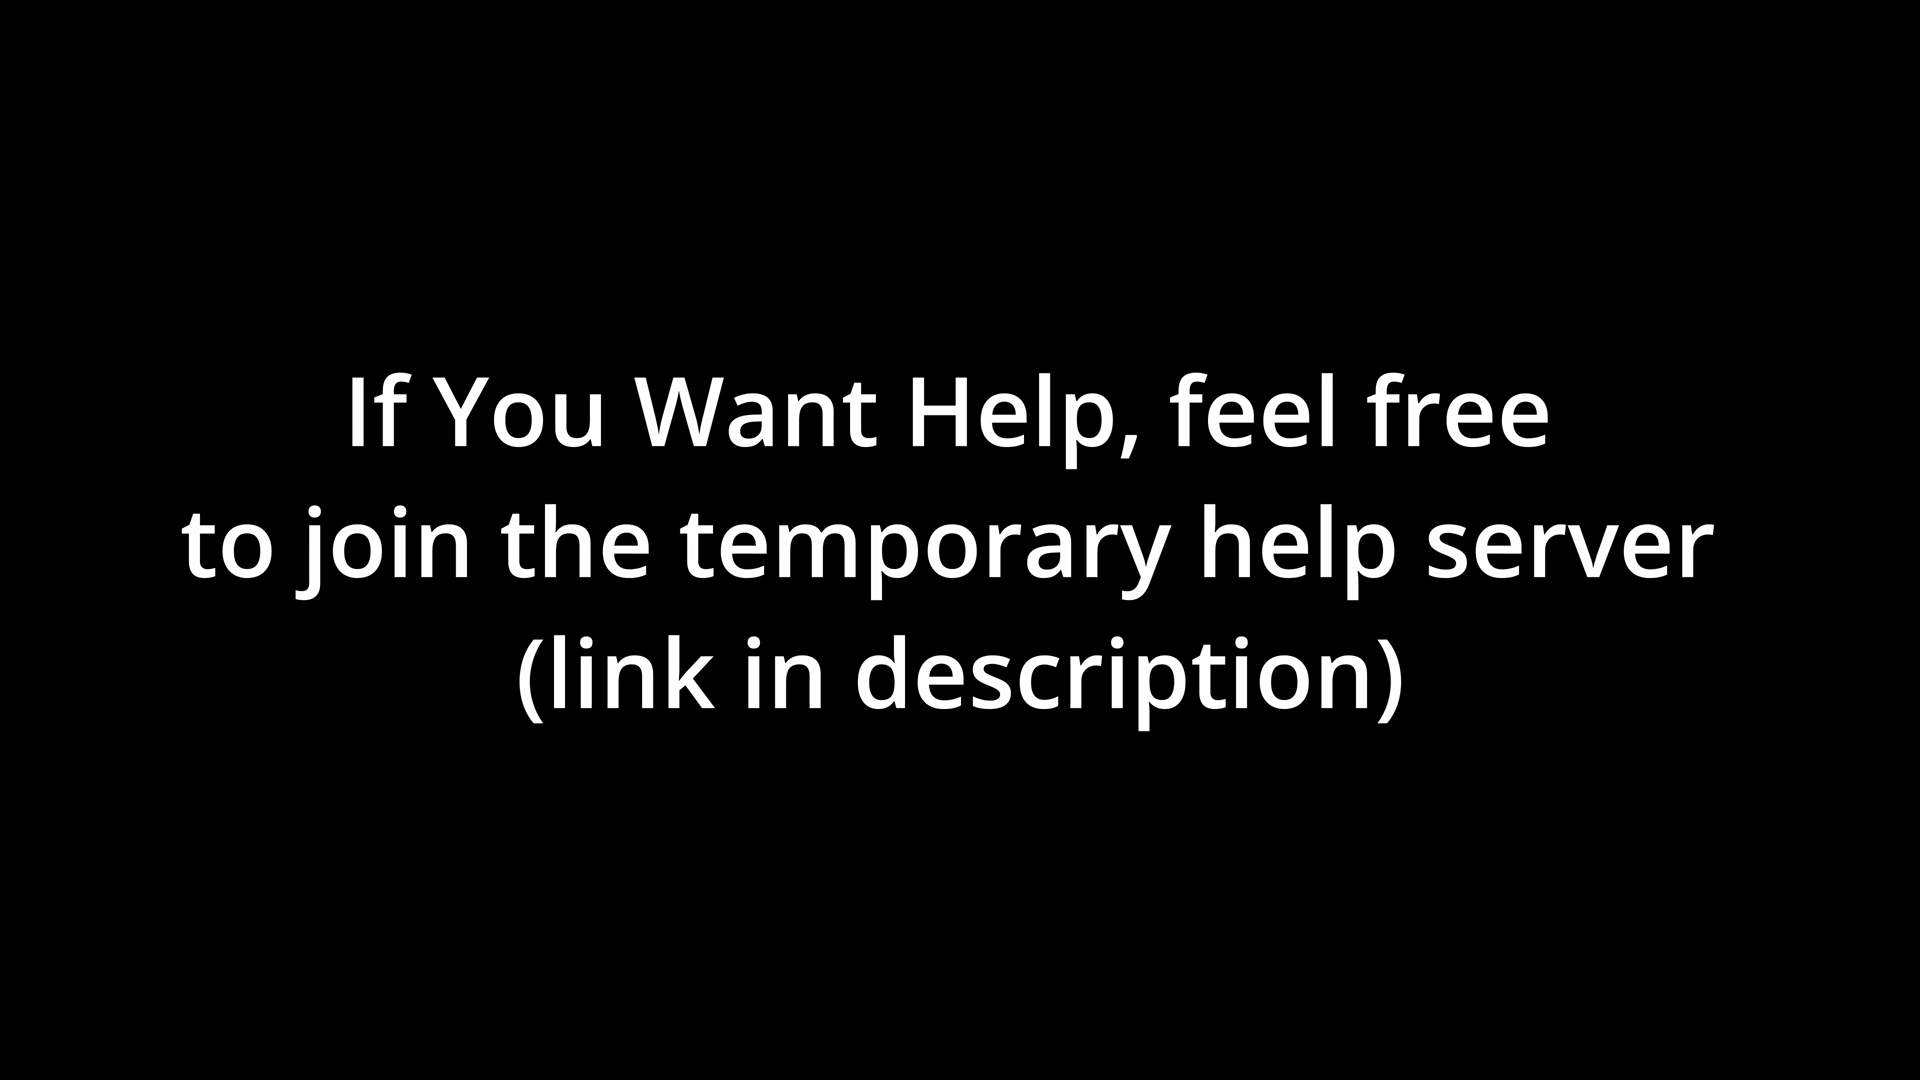 If You Want Help, feel free
to join the temporary help server
(link in description)